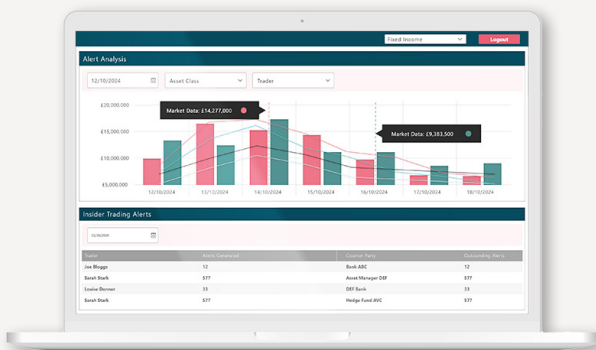 Fixed Income Logout
Alert Analysis
12/10/2024 Asset Class Trader
£20,000,000
Market Data: £14,277,000
£15,000,000
Market Data: £9,383,500
£10,000,000
£5,000,000
12/10/2024 13/10/2024 14/10/2024 15/10/2024 16/10/2024 17/10/2024 18/10/2024
Insider Trading Alerts
Trader Alerts Generated Counter Party Outstanding Alerts
Joe Bloggs 12 Bank ABC 12
Sarah Stark 577 Asset Manager DEF 577
Louise Donner 33 DEF Bank 33
Sarah Stark 577 Hedge Fund AVC 577